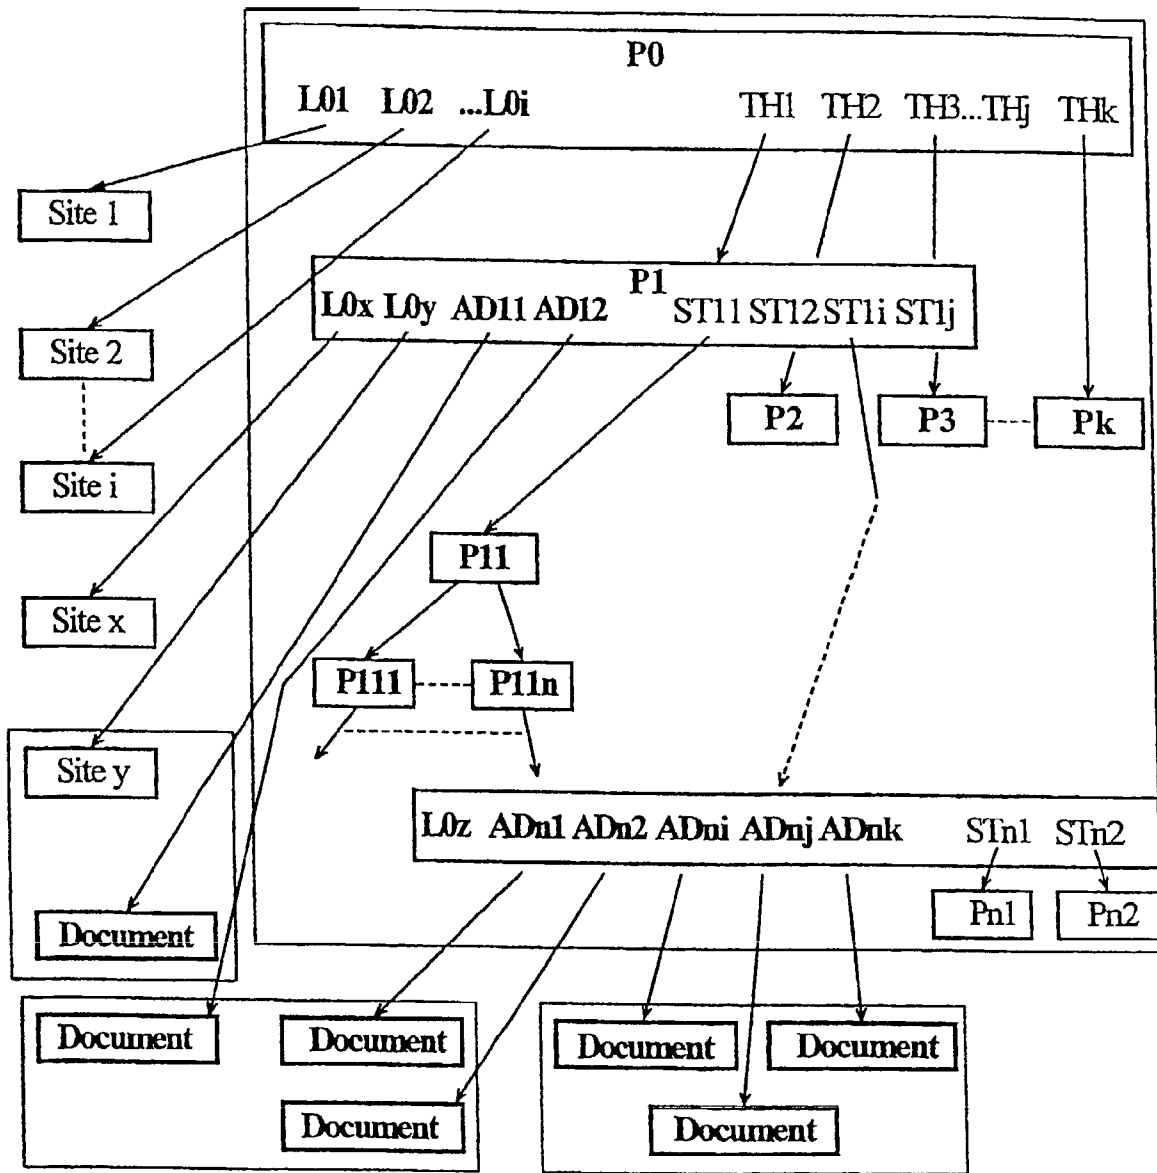 P0
L01 L02 ...L0i TH1 TH2 TH3...THj THk
Site 1
P1
L0x L0y AD11 AD12 ST11 ST12 ST1i ST1j
Site 2
P2 P3 Pk
Site i
P11
Site x
P111 P11n
Site y
L0z ADn1 ADn2 ADni ADnj ADnk STn1 STn2
Pn1 Pn2
Document
Document Document Document Document
Document Document